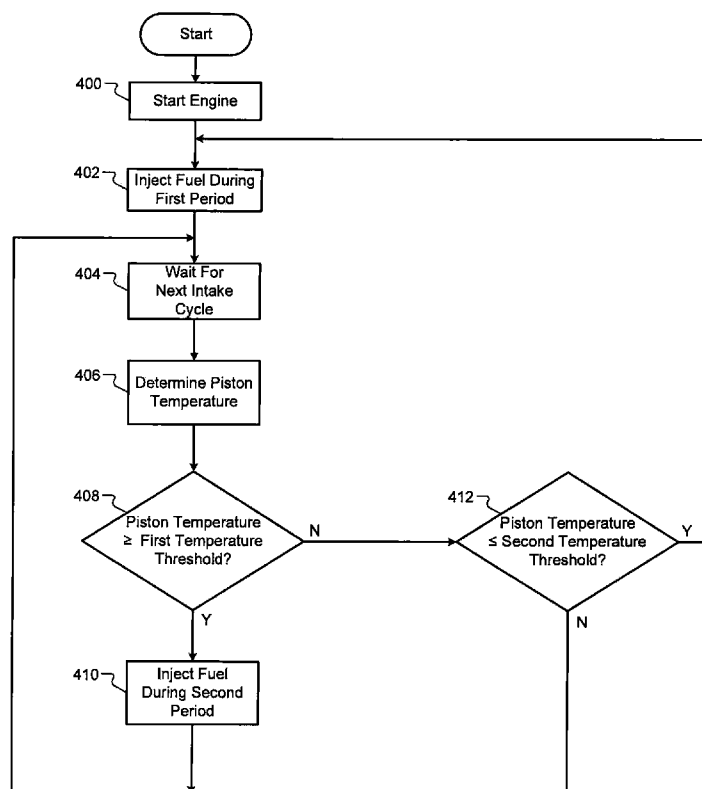 Start
400
Start Engine
402
Inject Fuel During
First Period
404
Wait For
Next Intake
Cycle
406
Determine Piston
Temperature
408
Piston Temperature
≥ First Temperature
Threshold?
N
Y
412
Piston Temperature
≤ Second Temperature
Threshold?
Y
N
410
Inject Fuel
During Second
Period